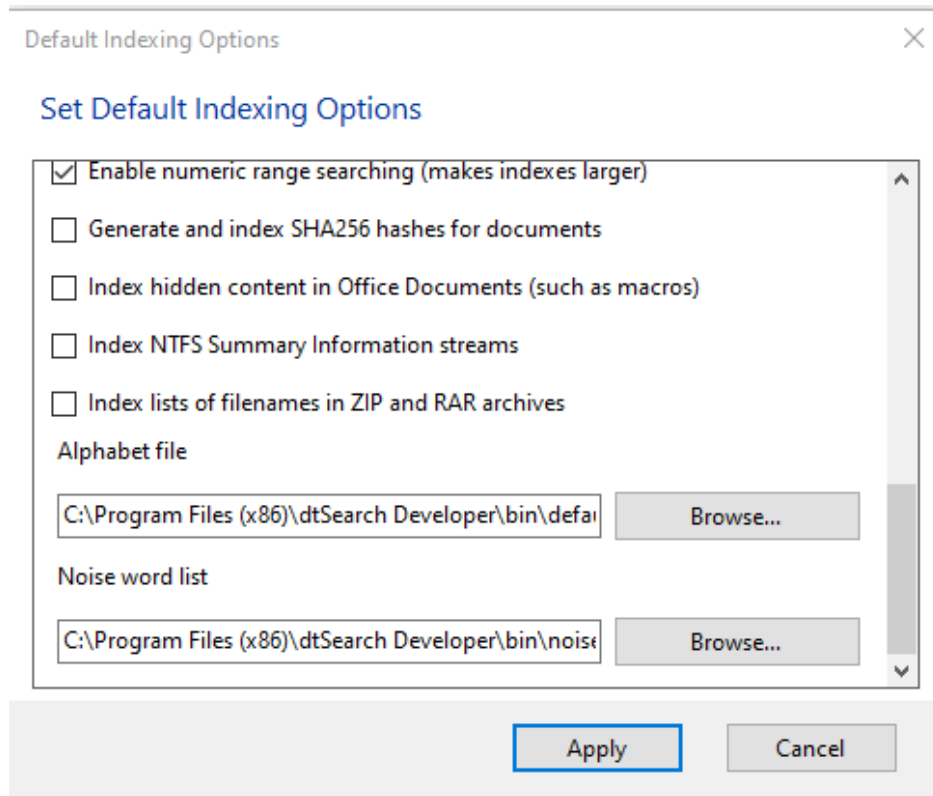 Default Indexing Options
Set Default Indexing Options
Enable numeric range searching (makes indexes larger)
Generate and index SHA256 hashes for documents
Index hidden content in Office Documents (such as macros)
Index NTFS Summary Information streams
Index lists of filenames in ZIP and RAR archives
Alphabet file
C:\Program Files (x86)\dtSearch Developer\bin\defau
Browse...
Noise word list
C:\Program Files (x86)\dtSearch Developer\bin\noise
Browse...
Apply
Cancel